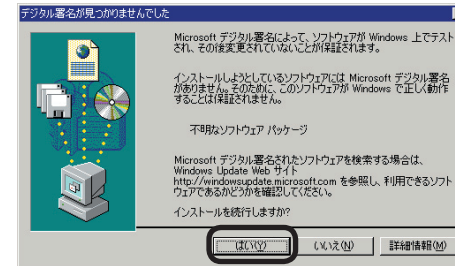 デジタル署名が見つかりませんでした
Microsoft デジタル署名によって、ソフトウェアが Windows 上でテスト
され、その後変更されていないことが保証されます。
インストールしようとしているソフトウェアには Microsoft デジタル署名
がありません。そのために、このソフトウェアが Windows で正しく動作
することは保証されません。
不明なソフトウェア パッケージ
Microsoft デジタル署名されたソフトウェアを検索する場合は、
Windows Update Web サイト
http://windowsupdate.microsoft.com を参照し、利用できるソフト
ウェアであるかどうかを確認してください。
インストールを続行しますか?
はい(Y)
いいえ(N)
詳細情報(M)